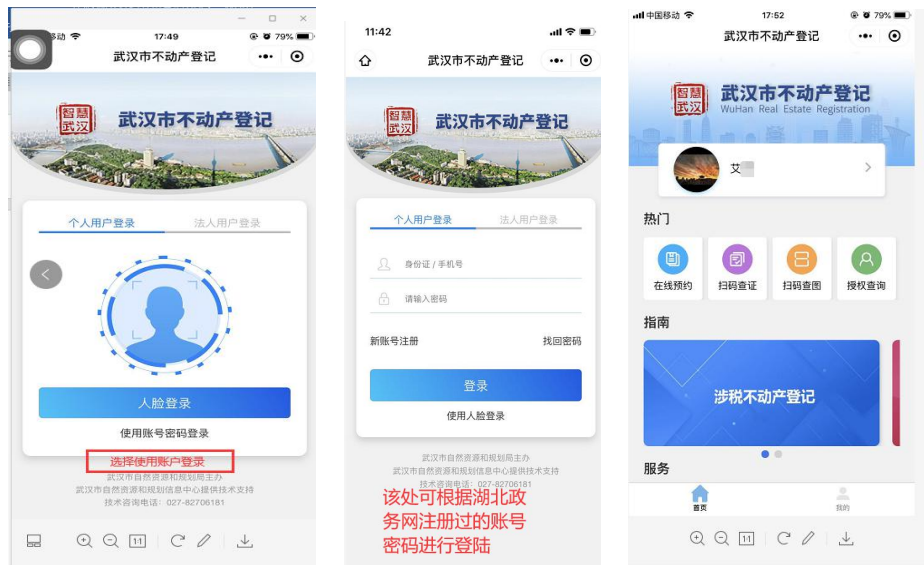 移动 17:49 79%
武汉市不动产登记
智慧
武汉
武汉市不动产登记
个人用户登录 法人用户登录
人脸登录
使用账号密码登录
选择使用账户登录
武汉市自然资源和规划局主办
武汉市自然资源和规划信息中心提供技术支持
技术咨询电话：027-82706181
1:1
11:42
武汉市不动产登记
智慧
武汉
武汉市不动产登记
个人用户登录 法人用户登录
身份证 / 手机号
请输入密码
新账号注册 找回密码
登录
使用人脸登录
武汉市自然资源和规划局主办
武汉市自然资源和规划信息中心提供技术支持
技术咨询电话：027-82706181
该处可根据湖北政
务网注册过的账号
密码进行登陆
中国移动 17:52 79%
武汉市不动产登记
智慧
武汉
武汉市不动产登记
WuHan Real Estate Registration
艾
热门
在线预约 扫码查证 扫码查图 授权查询
指南
涉税不动产登记
服务
首页 我的
1:1